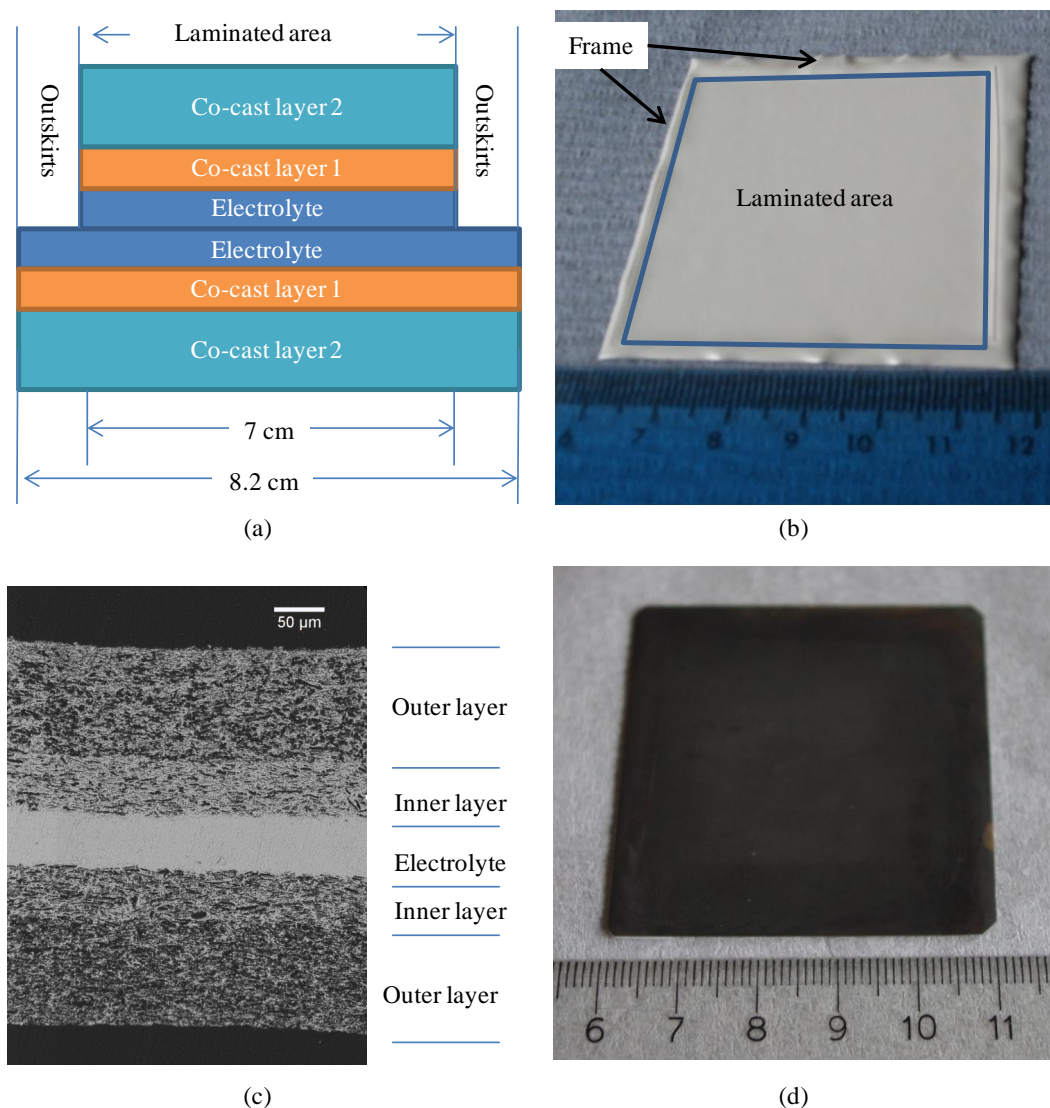 Laminated area
Outskirts
Outskirts
Co-cast layer 2
Co-cast layer 1
Electrolyte
Electrolyte
Co-cast layer 1
Co-cast layer 2
7 cm
8.2 cm
(a)
Frame
Laminated area
6 7 8 9 10 11 12
(b)
50 μm
Outer layer
Inner layer
Electrolyte
Inner layer
Outer layer
(c)
6 7 8 9 10 11
(d)